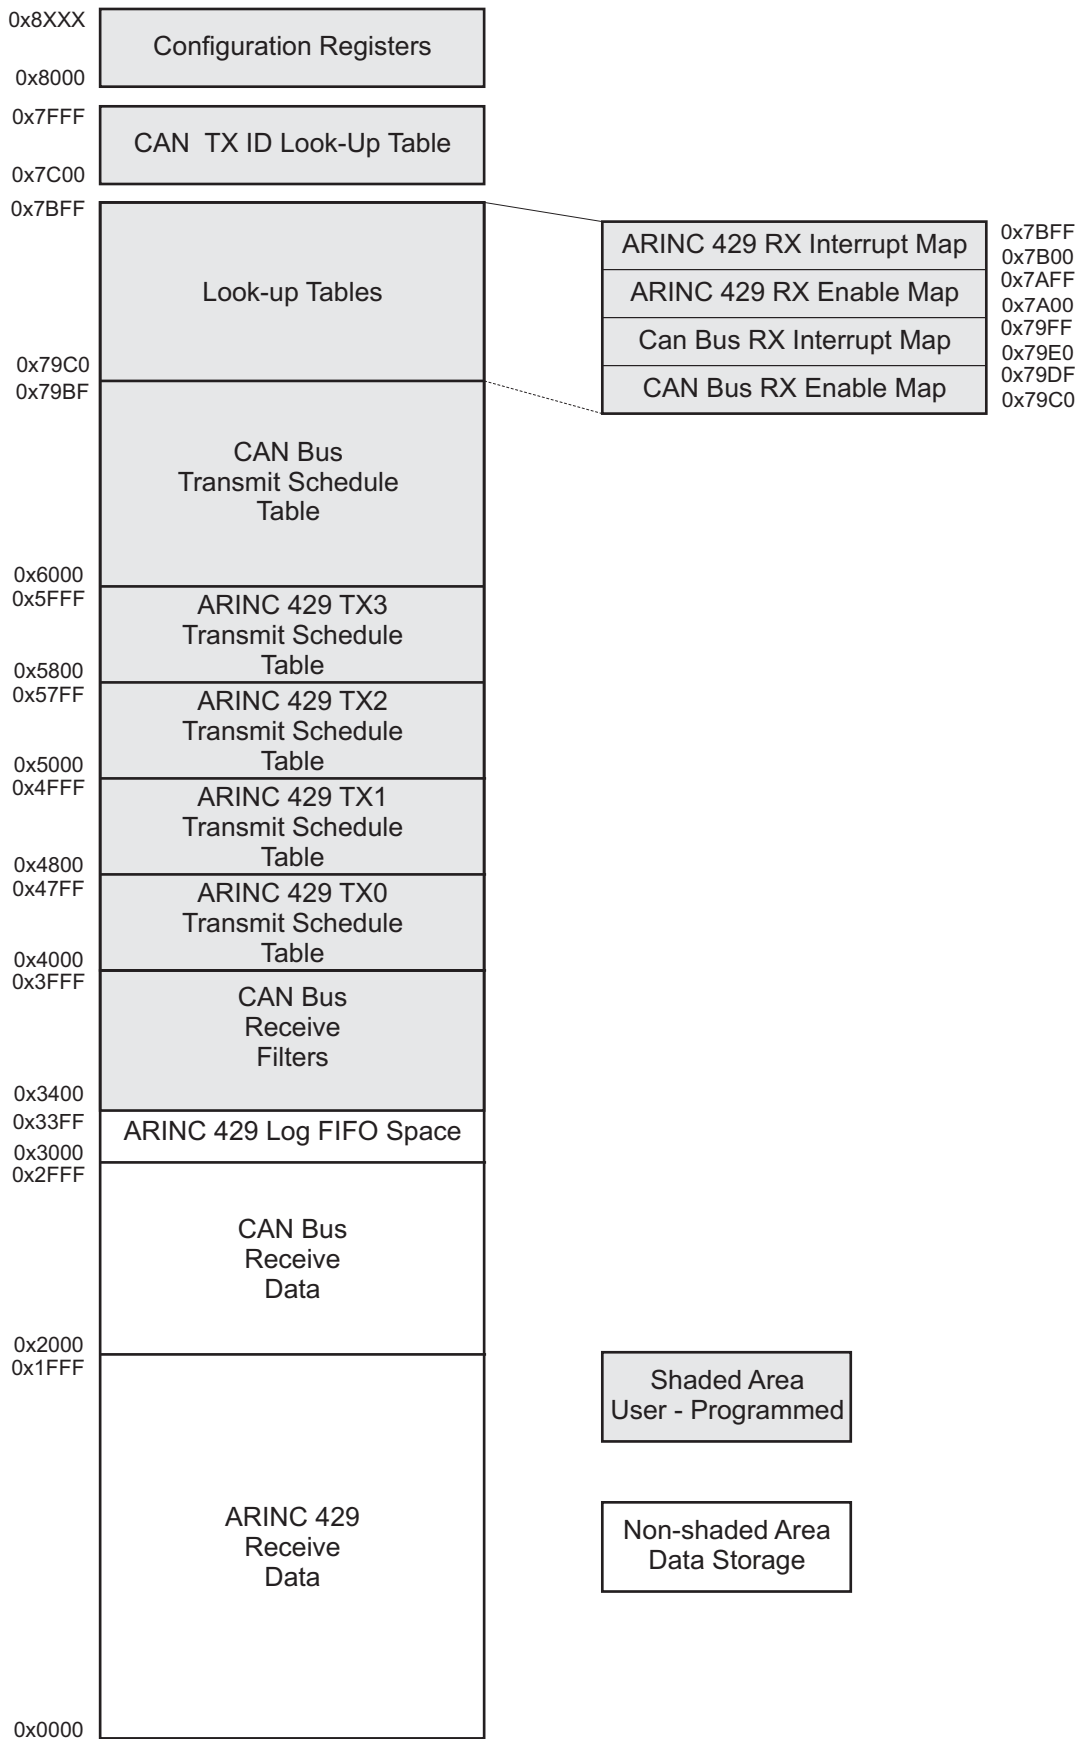 0x8XXX
Configuration Registers
0x8000
0x7FFF
CAN TX ID Look-Up Table
0x7C00
0x7BFF
Look-up Tables
0x79C0
ARINC 429 RX Interrupt Map
0x7BFF
0x7B00
ARINC 429 RX Enable Map
0x7AFF
0x7A00
Can Bus RX Interrupt Map
0x79FF
0x79E0
CAN Bus RX Enable Map
0x79DF
0x79C0
0x79BF
CAN Bus
Transmit Schedule
Table
0x6000
0x5FFF
ARINC 429 TX3
Transmit Schedule
Table
0x5800
0x57FF
ARINC 429 TX2
Transmit Schedule
Table
0x5000
0x4FFF
ARINC 429 TX1
Transmit Schedule
Table
0x4800
0x47FF
ARINC 429 TX0
Transmit Schedule
Table
0x4000
0x3FFF
CAN Bus
Receive
Filters
0x3400
0x33FF
ARINC 429 Log FIFO Space
0x3000
0x2FFF
CAN Bus
Receive
Data
0x2000
0x1FFF
ARINC 429
Receive
Data
0x0000
Shaded Area
User - Programmed
Non-shaded Area
Data Storage